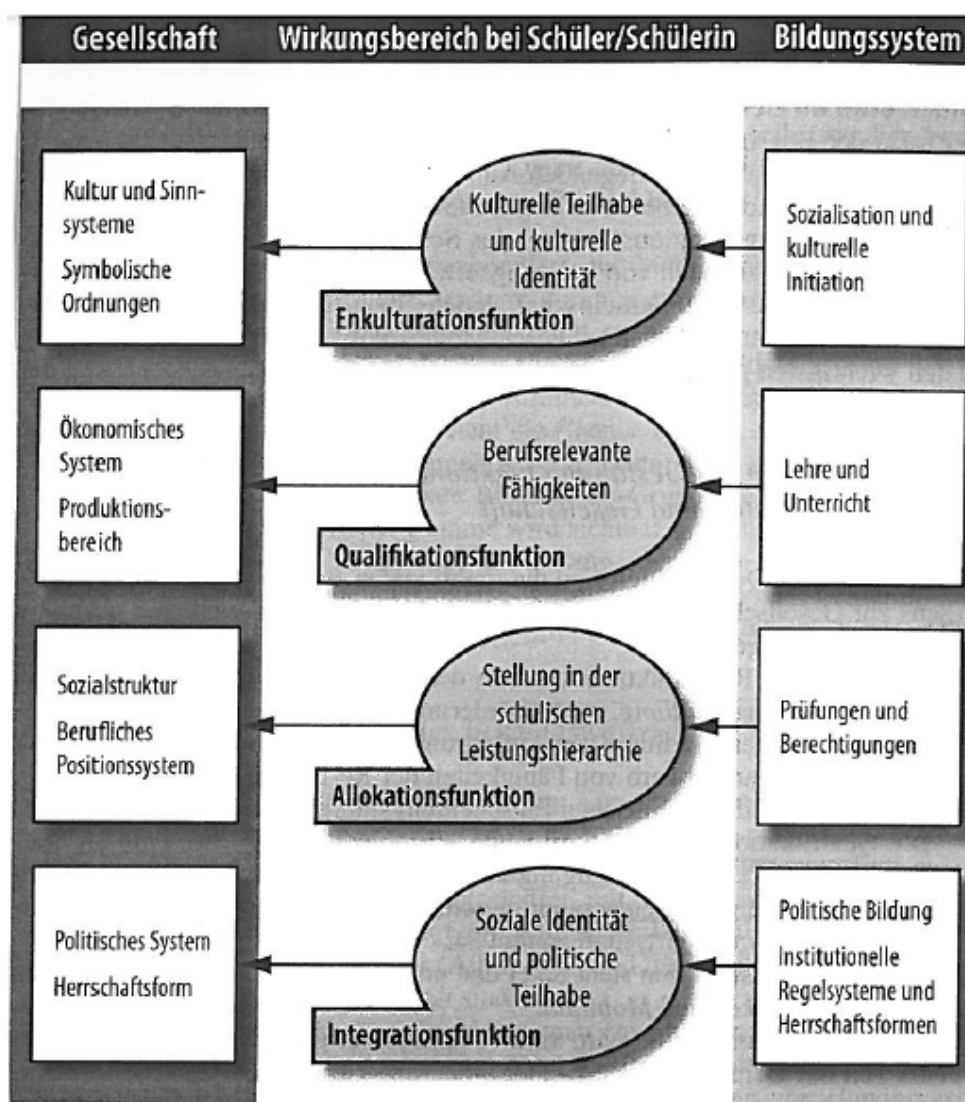 Gesellschaft
Wirkungsbereich bei Schüler/Schülerin
Bildungssystem
Kultur und Sinn-
systeme
Symbolische
Ordnungen
Kulturelle Teilhabe
und kulturelle
Identität
Enkulturationsfunktion
Sozialisation und
kulturelle
Initiation
Ökonomisches
System
Produktions-
bereich
Berufsrelevante
Fähigkeiten
Qualifikationsfunktion
Lehre und
Unterricht
Sozialstruktur
Berufliches
Positionssystem
Stellung in der
schulischen
Leistungshierarchie
Allokationsfunktion
Prüfungen und
Berechtigungen
Politisches System
Herrschaftsform
Soziale Identität
und politische
Teilhabe
Integrationsfunktion
Politische Bildung
Institutionelle
Regelsysteme und
Herrschaftsformen